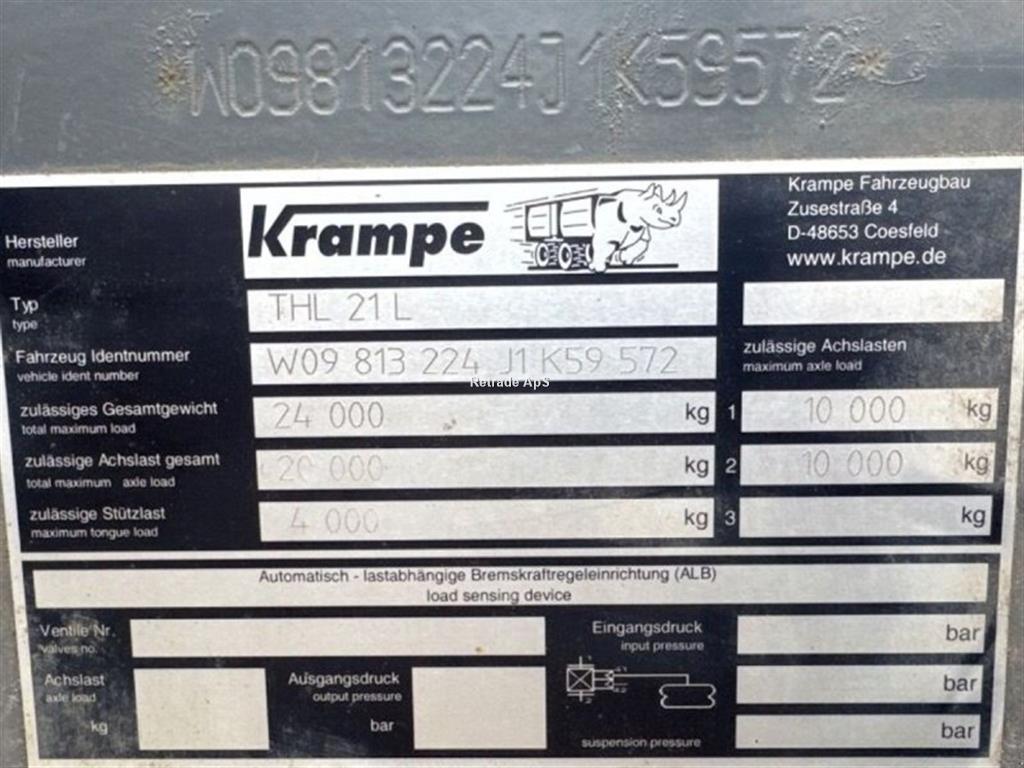 *W09813224J1K59572*
Krampe
Krampe Fahrzeugbau
Zusestraße 4
D-48653 Coesfeld
www.krampe.de
Hersteller
manufacturer
Typ
type
THL 21 L
Fahrzeug Identnummer
vehicle ident number
W09 813 224 J1 K59 572
Retrade ApS
zulässige Achslasten
maximum axle load
zulässiges Gesamtgewicht
total maximum load
24 000 kg
1 10 000 kg
zulässige Achslast gesamt
total maximum axle load
20 000 kg
2 10 000 kg
zulässige Stützlast
maximum tongue load
4 000 kg
3 kg
Automatisch - lastabhängige Bremskraftregeleinrichtung (ALB)
load sensing device
Ventile Nr.
valves no.
Eingangsdruck
input pressure
bar
Achslast
axle load
kg
Ausgangsdruck
output pressure
bar
bar
suspension pressure
bar